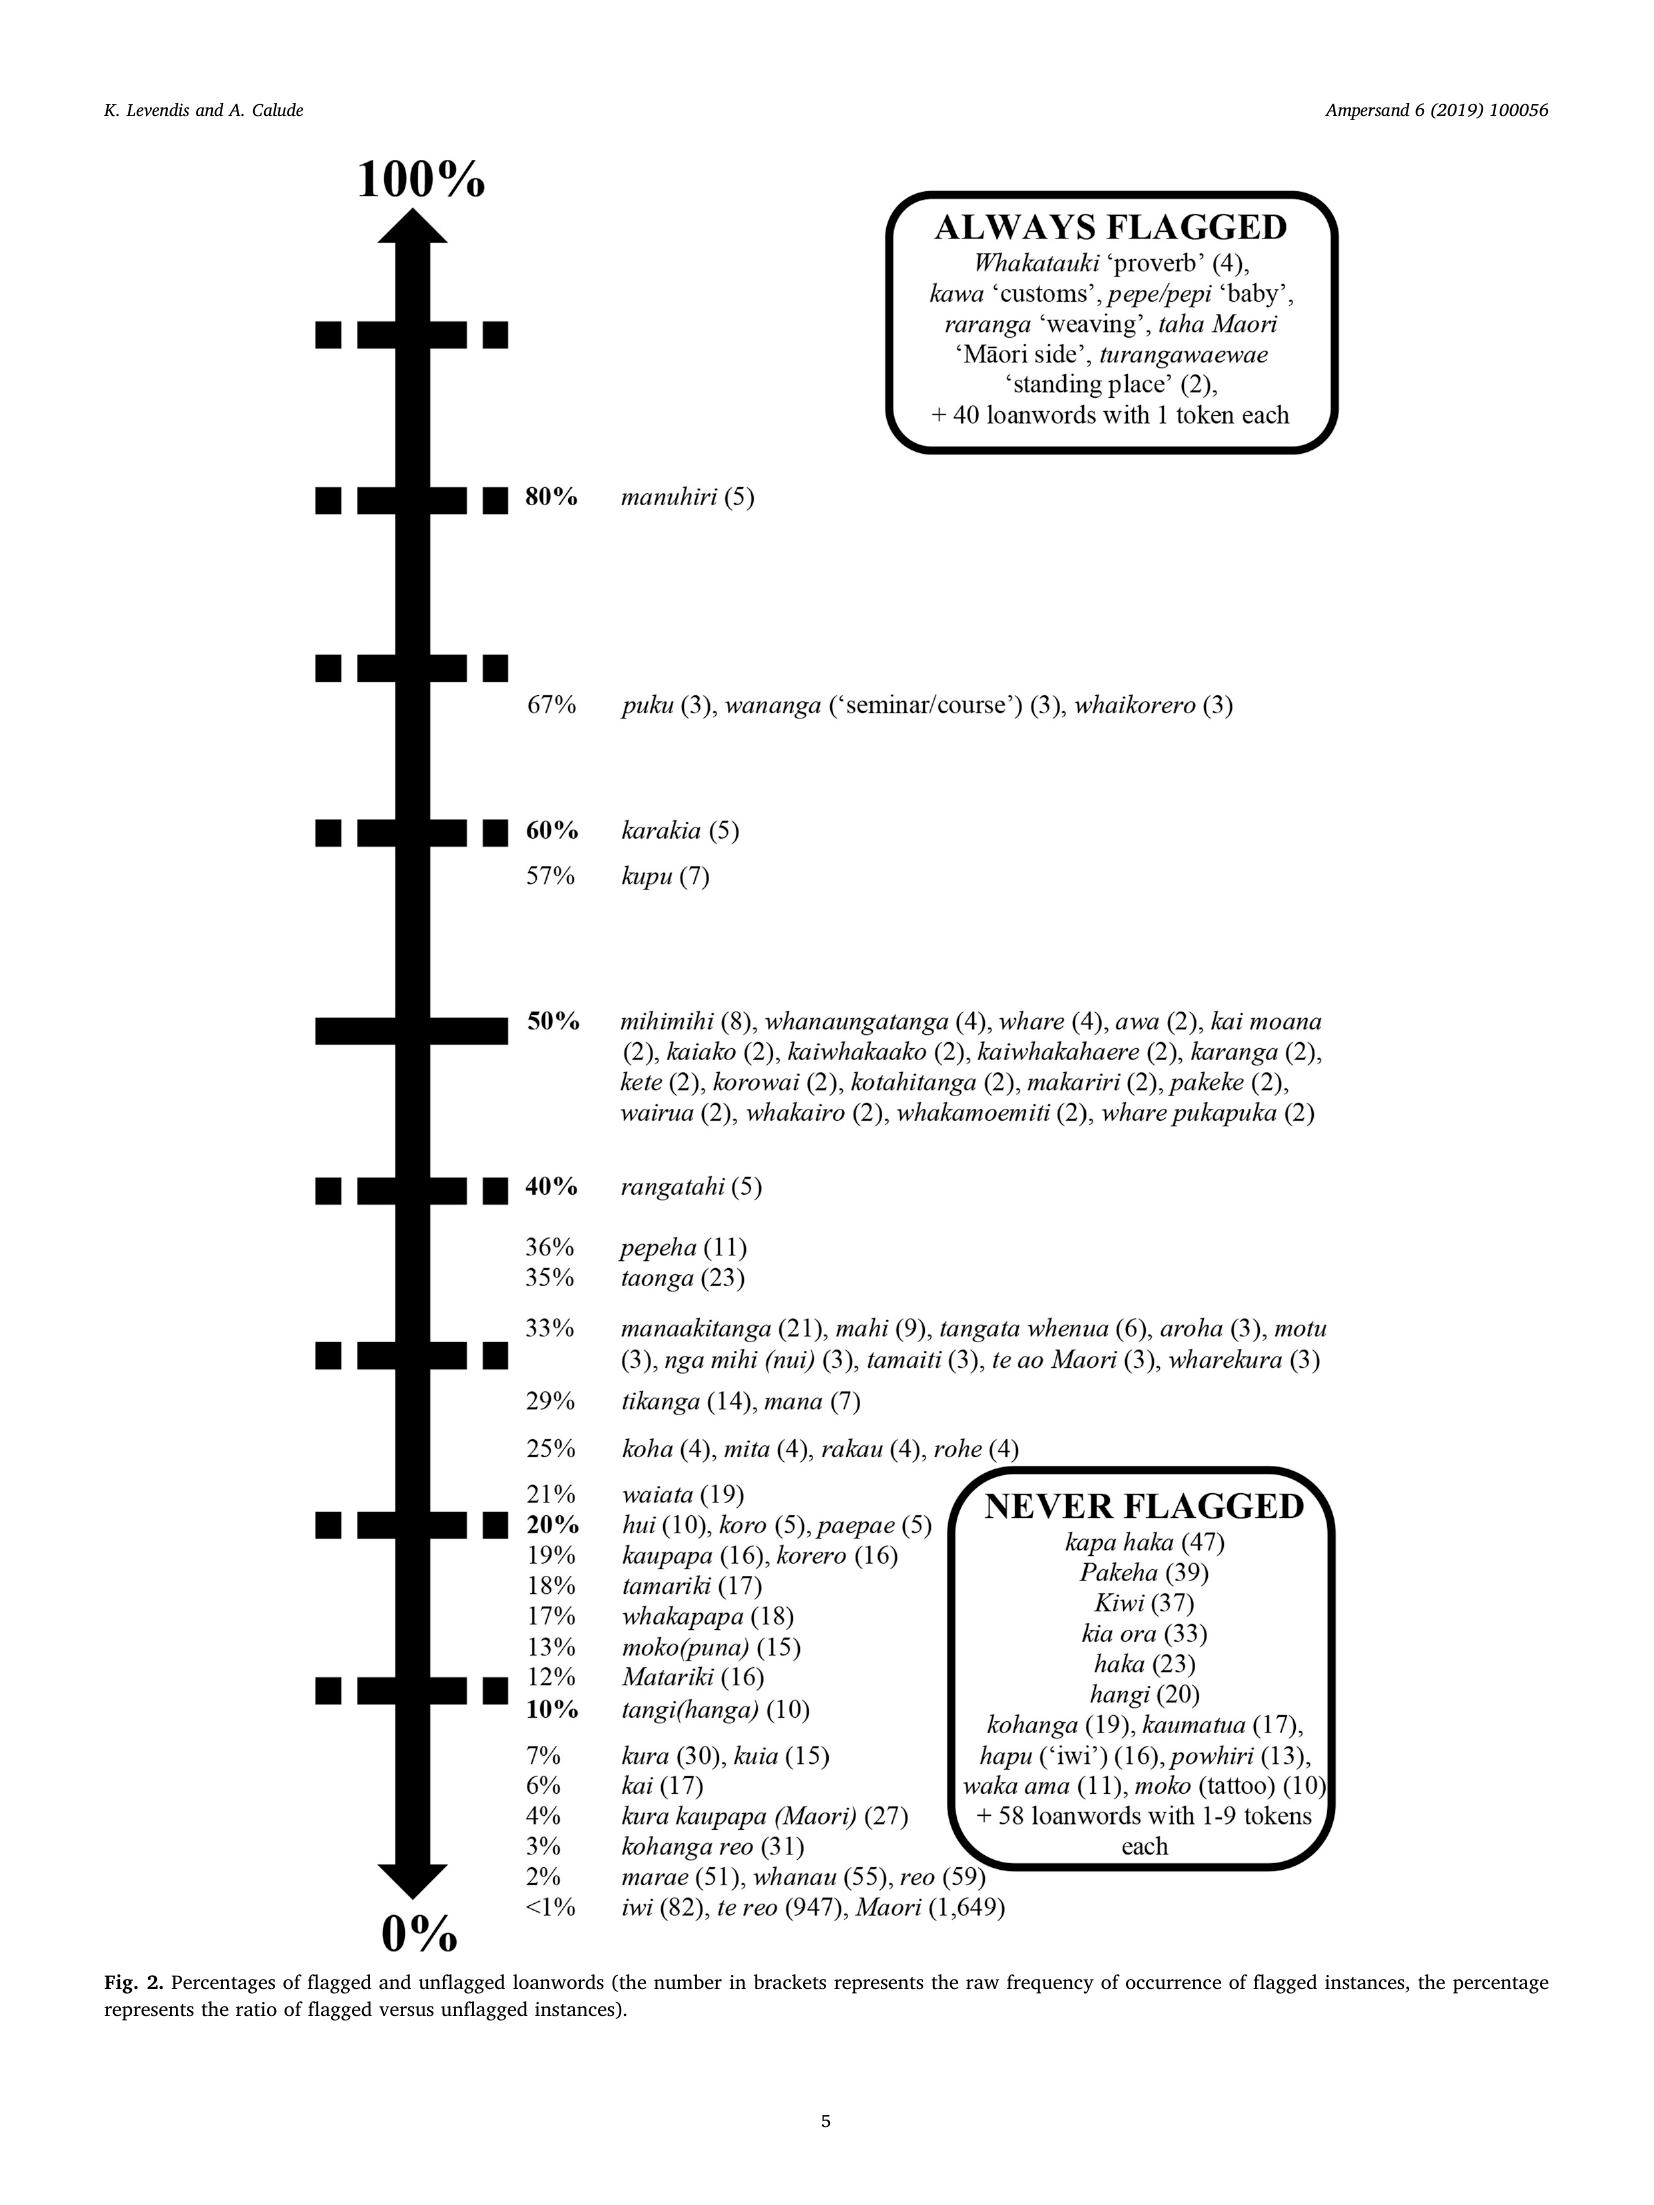 K. Levendis and A. Calude
Ampersand 6 (2019) 100056
100%
ALWAYS FLAGGED
Whakatauki ‘proverb’ (4),
kawa ‘customs’, pepe/pepi ‘baby’,
raranga ‘weaving’, taha Maori
‘Māori side’, turangawaewae
‘standing place’ (2),
+ 40 loanwords with 1 token each
80% manuhiri (5)
67% puku (3), wananga (‘seminar/course’) (3), whaikorero (3)
60% karakia (5)
57% kupu (7)
50% mihimihi (8), whanaungatanga (4), whare (4), awa (2), kai moana
(2), kaiako (2), kaiwhakaako (2), kaiwhakahaere (2), karanga (2),
kete (2), korowai (2), kotahitanga (2), makariri (2), pakeke (2),
wairua (2), whakairo (2), whakamoemiti (2), whare pukapuka (2)
40% rangatahi (5)
36% pepeha (11)
35% taonga (23)
33% manaakitanga (21), mahi (9), tangata whenua (6), aroha (3), motu
(3), nga mihi (nui) (3), tamaiti (3), te ao Maori (3), wharekura (3)
29% tikanga (14), mana (7)
25% koha (4), mita (4), rakau (4), rohe (4)
21% waiata (19)
20% hui (10), koro (5), paepae (5)
19% kaupapa (16), korero (16)
18% tamariki (17)
17% whakapapa (18)
13% moko(puna) (15)
12% Matariki (16)
10% tangi(hanga) (10)
7% kura (30), kuia (15)
6% kai (17)
4% kura kaupapa (Maori) (27)
3% kohanga reo (31)
2% marae (51), whanau (55), reo (59)
<1% iwi (82), te reo (947), Maori (1,649)
NEVER FLAGGED
kapa haka (47)
Pakeha (39)
Kiwi (37)
kia ora (33)
haka (23)
hangi (20)
kohanga (19), kaumatua (17),
hapu (‘iwi’) (16), powhiri (13),
waka ama (11), moko (tattoo) (10)
+ 58 loanwords with 1-9 tokens
each
0%
Fig. 2. Percentages of flagged and unflagged loanwords (the number in brackets represents the raw frequency of occurrence of flagged instances, the percentage
represents the ratio of flagged versus unflagged instances).
5